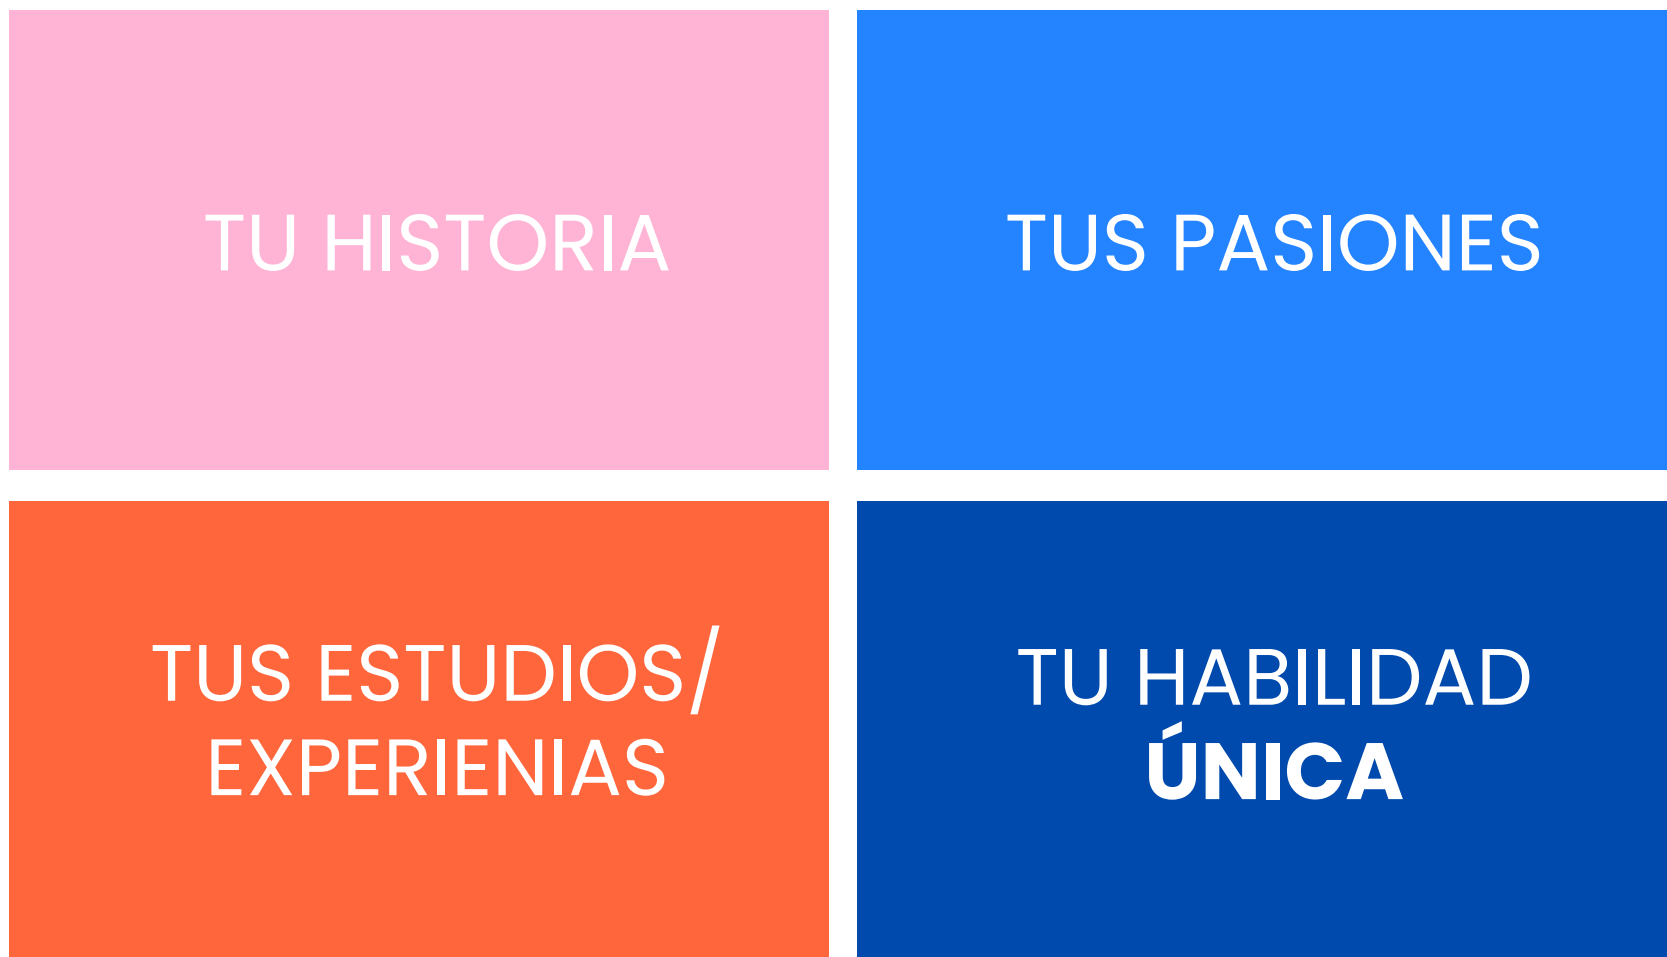 TU HISTORIA
TUS PASIONES
TUS ESTUDIOS/
EXPERIENIAS
TU HABILIDAD
ÚNICA